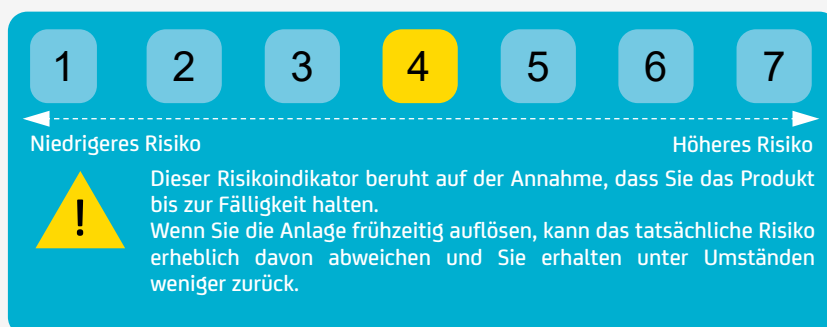 1 2 3 4 5 6 7
Niedrigeres Risiko Höheres Risiko
! Dieser Risikoindikator beruht auf der Annahme, dass Sie das Produkt
bis zur Fälligkeit halten.
Wenn Sie die Anlage frühzeitig auflösen, kann das tatsächliche Risiko
erheblich davon abweichen und Sie erhalten unter Umständen
weniger zurück.